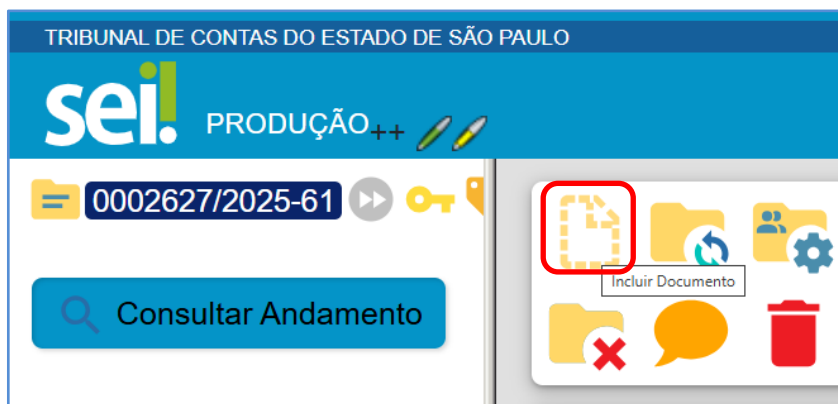 TRIBUNAL DE CONTAS DO ESTADO DE SÃO PAULO
sei! PRODUÇÃO++
0002627/2025-61
Incluir Documento
Consultar Andamento